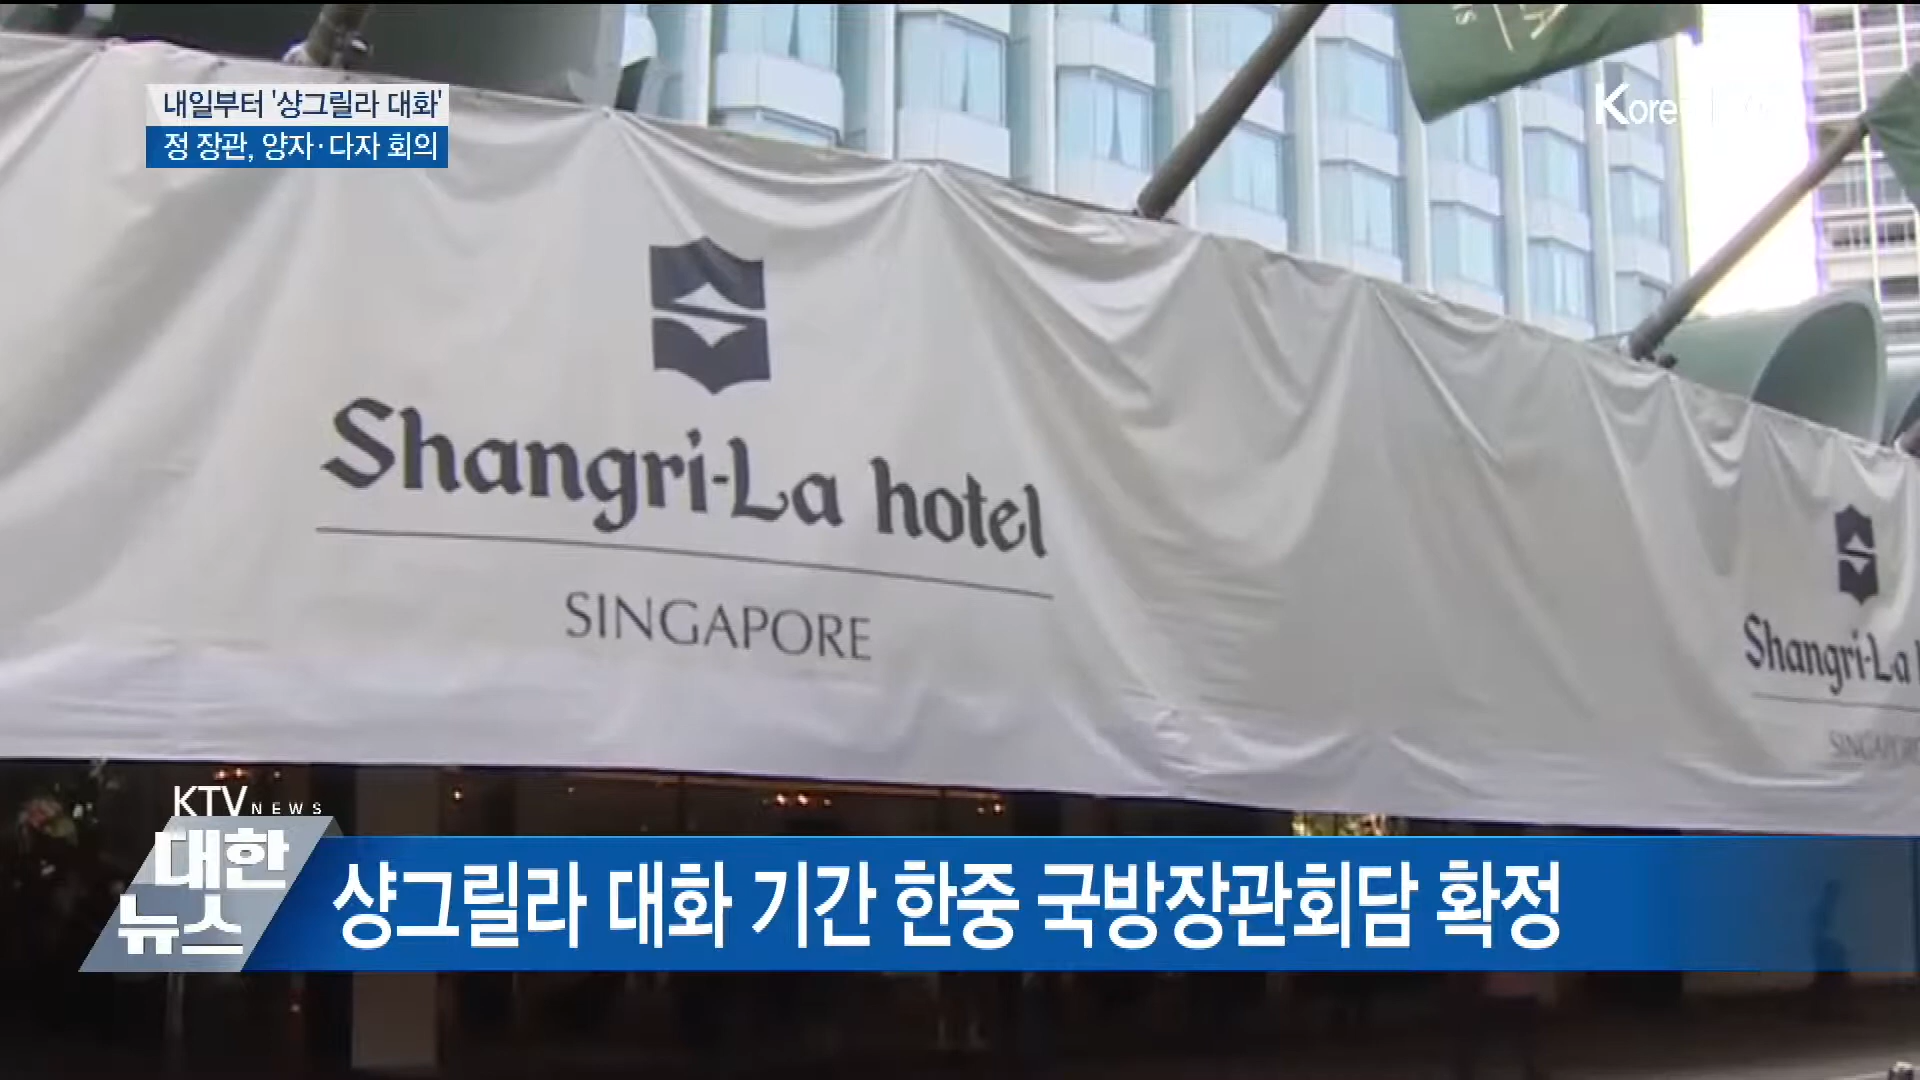 내일부터 '샹그릴라 대화'
정 장관, 양자·다자 회의
Shangri-La hotel
SINGAPORE
Shangri-La
SINGAPORE
KTV NEWS
대한
뉴스
샹그릴라 대화 기간 한중 국방장관회담 확정